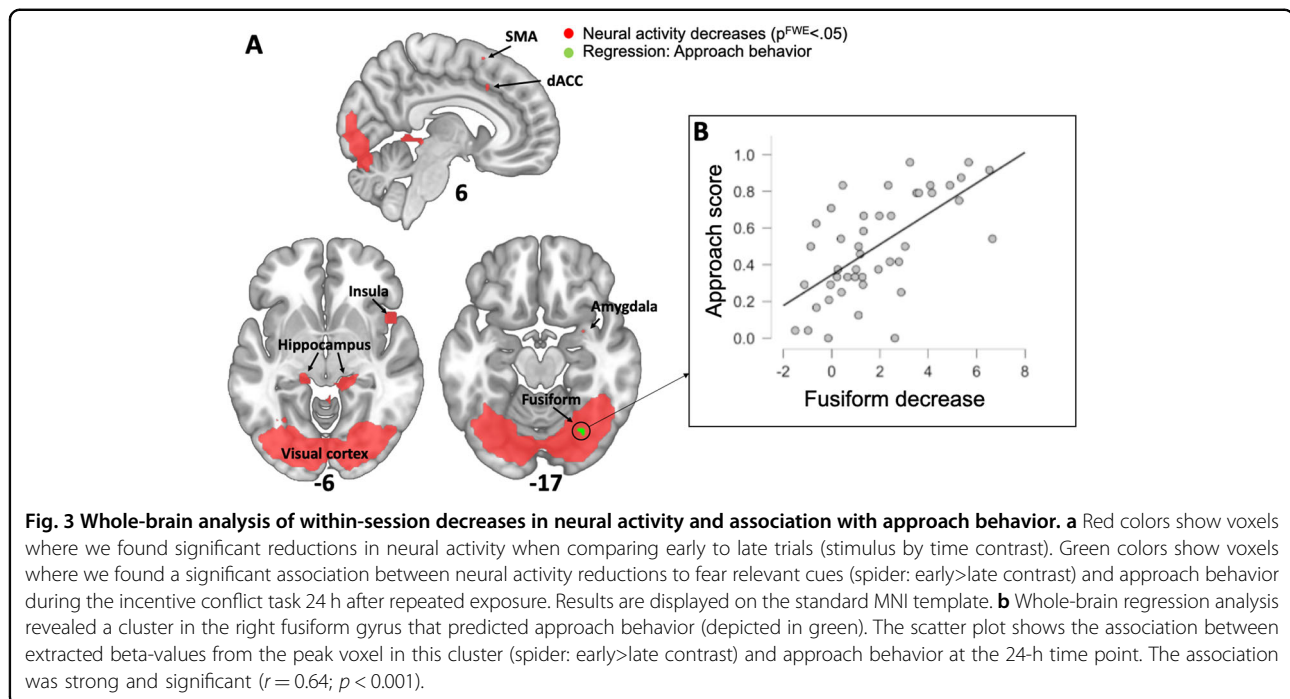 A
SMA
dACC
Neural activity decreases (p^FWE<.05)
Regression: Approach behavior
6
Insula
Hippocampus
Visual cortex
-6
Amygdala
Fusiform
-17
B
Approach score
1.0
0.8
0.6
0.4
0.2
0.0
-2 0 2 4 6 8
Fusiform decrease
Fig. 3 Whole-brain analysis of within-session decreases in neural activity and association with approach behavior. a Red colors show voxels
where we found significant reductions in neural activity when comparing early to late trials (stimulus by time contrast). Green colors show voxels
where we found a significant association between neural activity reductions to fear relevant cues (spider: early>late contrast) and approach behavior
during the incentive conflict task 24 h after repeated exposure. Results are displayed on the standard MNI template. b Whole-brain regression analysis
revealed a cluster in the right fusiform gyrus that predicted approach behavior (depicted in green). The scatter plot shows the association between
extracted beta-values from the peak voxel in this cluster (spider: early>late contrast) and approach behavior at the 24-h time point. The association
was strong and significant (r = 0.64; p < 0.001).